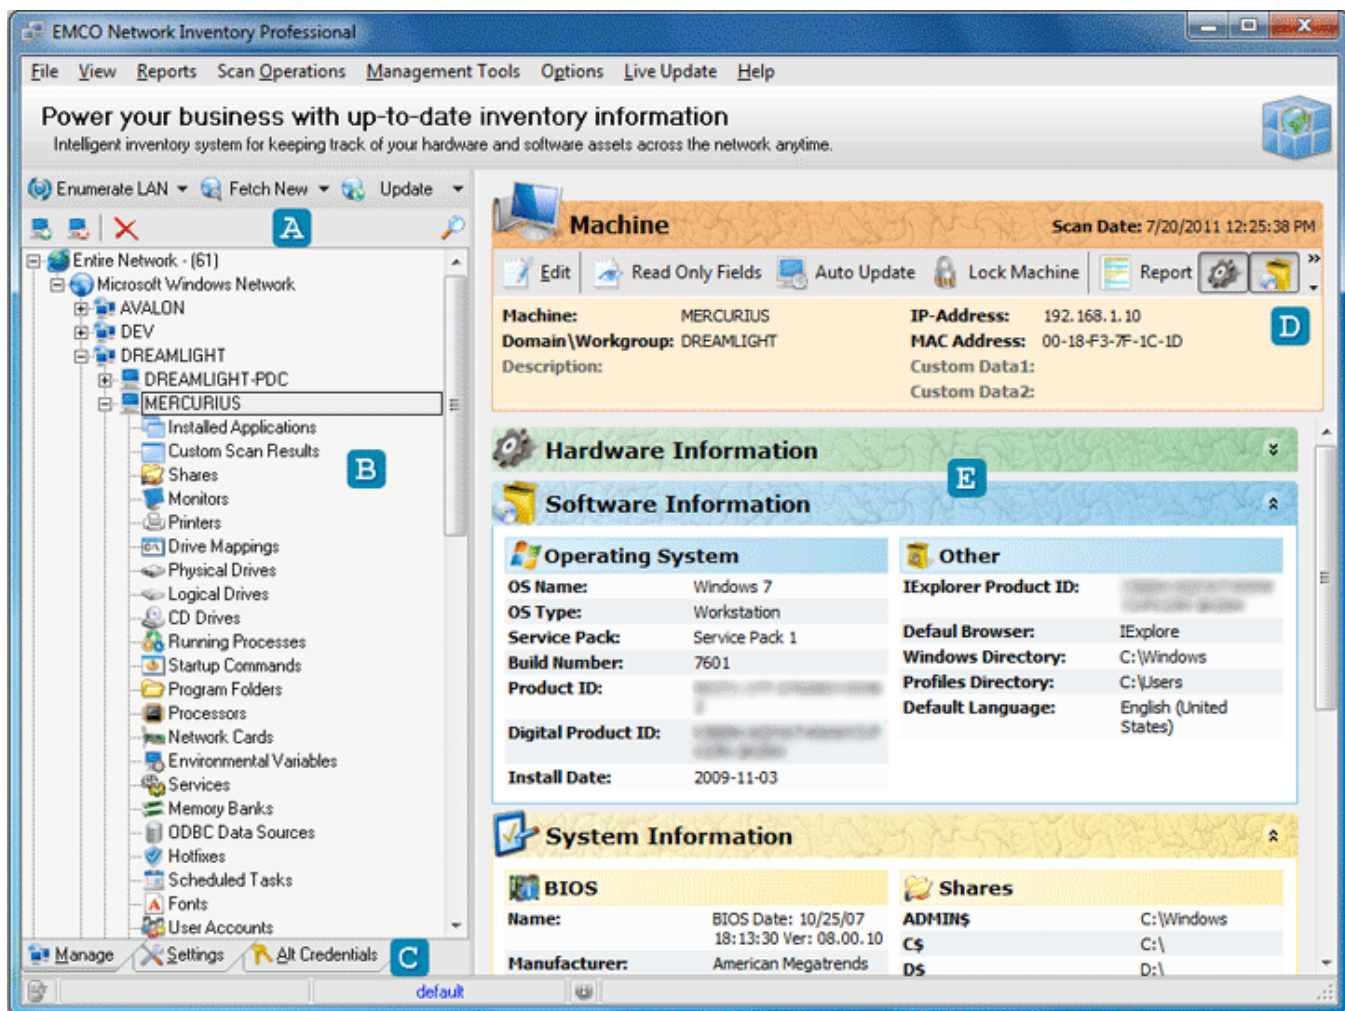 EMCO Network Inventory Professional
File View Reports Scan Operations Management Tools Options Live Update Help
Power your business with up-to-date inventory information
Intelligent inventory system for keeping track of your hardware and software assets across the network anytime.
Enumerate LAN Fetch New Update
A
Entire Network - (61)
Microsoft Windows Network
AVALON
DEV
DREAMLIGHT
DREAMLIGHT-PDC
MERCURIUS
Installed Applications
Custom Scan Results
B
Shares
Monitors
Printers
Drive Mappings
Physical Drives
Logical Drives
CD Drives
Running Processes
Startup Commands
Program Folders
Processors
Network Cards
Environmental Variables
Services
Memory Banks
ODBC Data Sources
Hotfixes
Scheduled Tasks
Fonts
User Accounts
Manage Settings Alt Credentials C
default
Machine Scan Date: 7/20/2011 12:25:38 PM
Edit Read Only Fields Auto Update Lock Machine Report
Machine: MERCURIUS IP-Address: 192.168.1.10
D
Domain\Workgroup: DREAMLIGHT MAC Address: 00-18-F3-7F-1C-1D
Description: Custom Data1:
Custom Data2:
Hardware Information
E
Software Information
Operating System
OS Name: Windows 7
OS Type: Workstation
Service Pack: Service Pack 1
Build Number: 7601
Product ID:
Digital Product ID:
Install Date: 2009-11-03
Other
IExplorer Product ID:
Defaul Browser: IExplore
Windows Directory: C:\Windows
Profiles Directory: C:\Users
Default Language: English (United
States)
System Information
BIOS
Name: BIOS Date: 10/25/07
18:13:30 Ver: 08.00.10
Manufacturer: American Megatrends
Shares
ADMIN$ C:\Windows
C$ C:\
D$ D:\